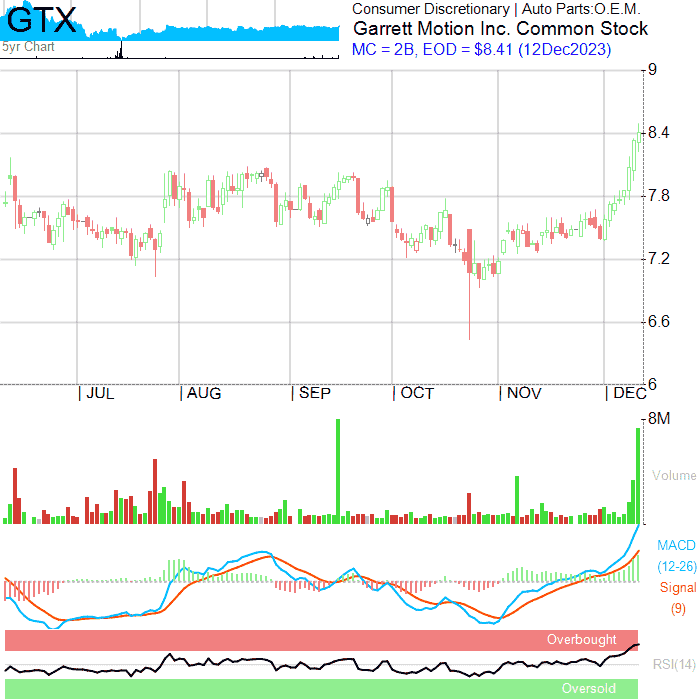 GTX
5yr Chart
Consumer Discretionary | Auto Parts:O.E.M.
Garrett Motion Inc. Common Stock
MC = 2B, EOD = $8.41 (12Dec2023)
9
8.4
7.8
7.2
6.6
6
JUL
AUG
SEP
OCT
NOV
DEC
8M
Volume
MACD
(12-26)
Signal
(9)
Overbought
RSI(14)
Oversold